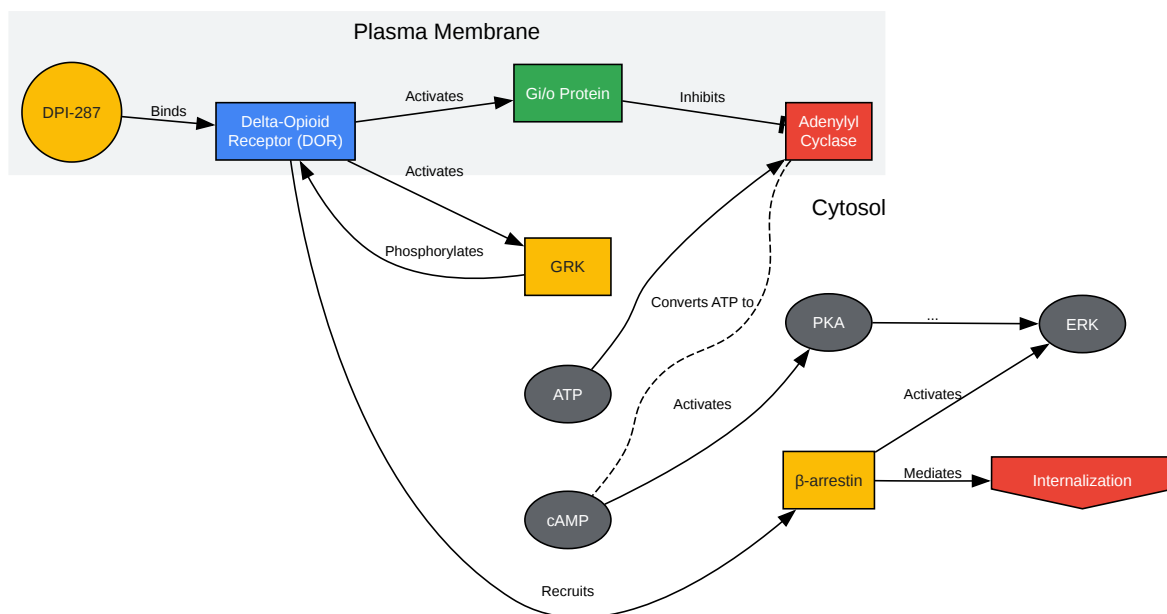 Plasma Membrane
DPI-287
Binds
Delta-Opioid
Receptor (DOR)
Activates
Gi/o Protein
Inhibits
Adenylyl
Cyclase
Activates
Cytosol
Phosphorylates
GRK
Converts ATP to
PKA
...
ERK
ATP
Activates
Activates
β-arrestin
Mediates
Internalization
cAMP
Recruits